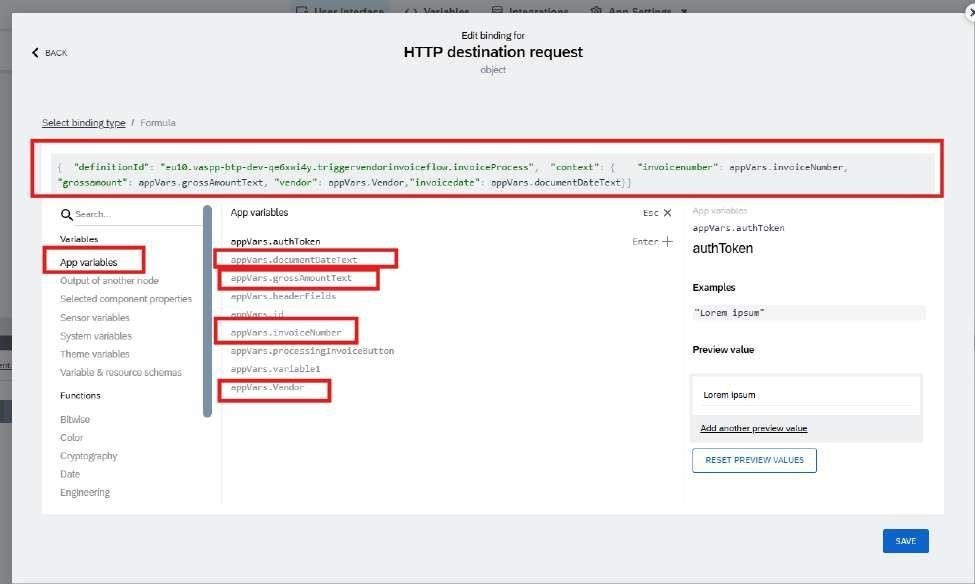 User Interface Variables Integrations App Settings
Edit binding for
BACK
HTTP destination request
object
Select binding type / Formula
{ "definitionId": "eu10.vaspp-btp-dev-qe6xwi4y.triggervendorinvoiceflow.invoiceProcess", "context": { "invoicenumber": appVars.invoiceNumber,
"grossamount": appVars.grossAmountText, "vendor": appVars.Vendor,"invoicedate": appVars.documentDateText}}
Search...
Variables
App variables
Output of another node
Selected component properties
Sensor variables
System variables
Theme variables
Variable & resource schemas
Functions
Bitwise
Color
Cryptography
Date
Engineering
App variables
Esc
appVars.authToken
Enter
appVars.documentDateText
appVars.grossAmountText
appVars.headerFields
appVars.id
appVars.invoiceNumber
appVars.processingInvoiceButton
appVars.variable1
appVars.Vendor
App variables
appVars.authToken
authToken
Examples
"Lorem ipsum"
Preview value
Lorem ipsum
Add another preview value
RESET PREVIEW VALUES
SAVE